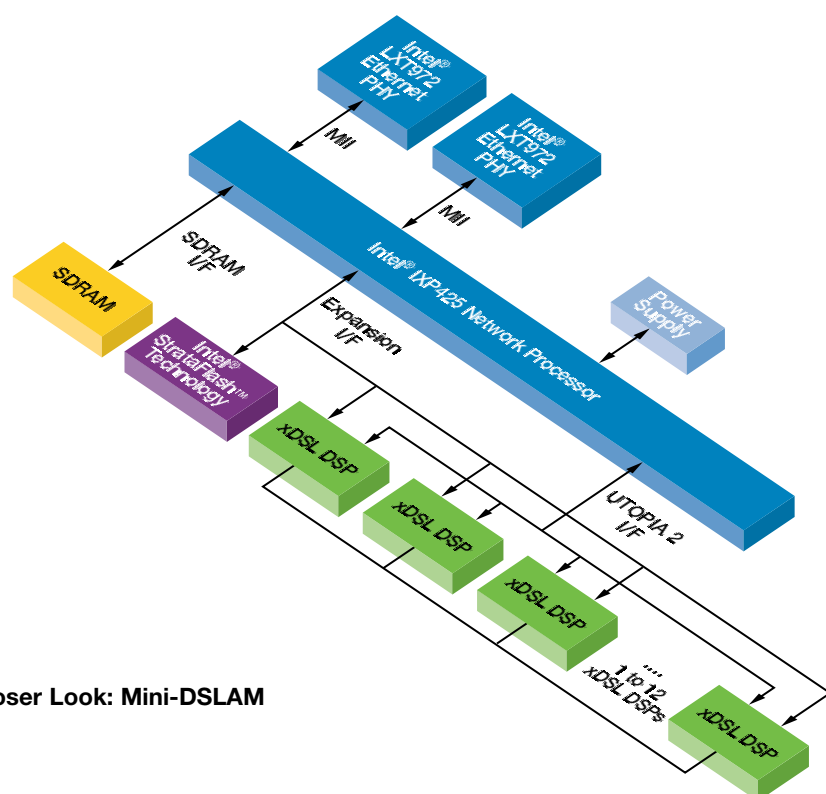 Intel®
LXT972
Ethernet
PHY
Intel®
LXT972
Ethernet
PHY
MII
MII
Intel® IXP425 Network Processor
SDRAM
I/F
SDRAM
Expansion
I/F
Intel®
StrataFlash™
Technology
Power
Supply
xDSL DSP
xDSL DSP
xDSL DSP
UTOPIA 2
I/F
....
1 to 12
xDSL DSPs
xDSL DSP
oser Look: Mini-DSLAM